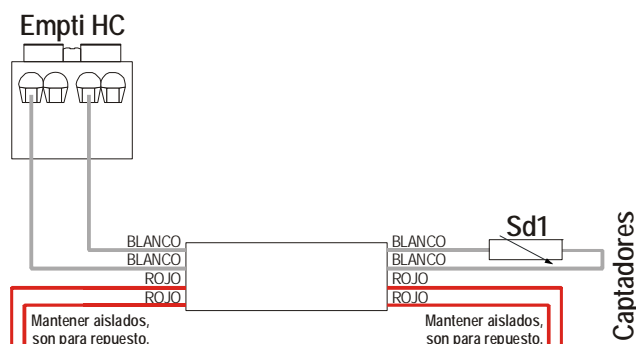 Empti HC
Sd1
Captadores
BLANCO
BLANCO
BLANCO
BLANCO
ROJO
ROJO
ROJO
ROJO
Mantener aislados,
son para repuesto.
Mantener aislados,
son para repuesto.